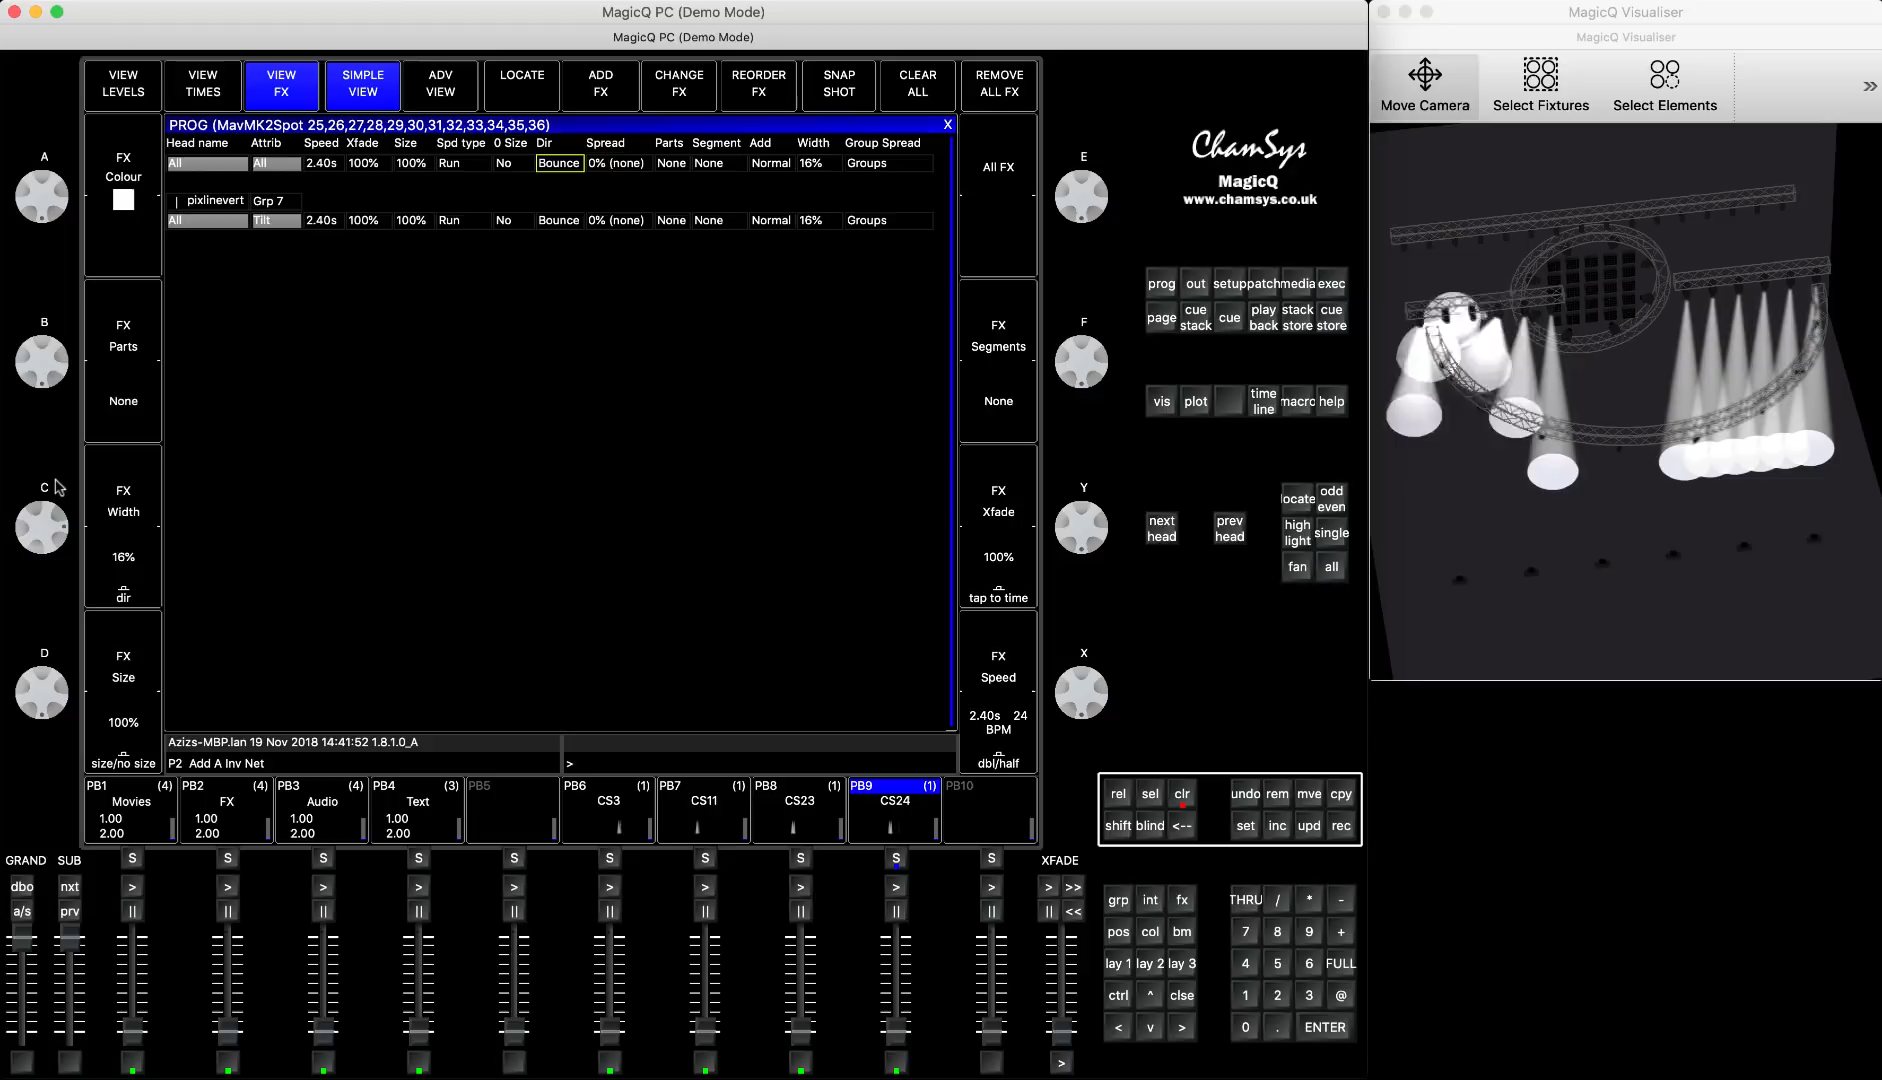 MagicQ PC (Demo Mode)
MagicQ PC (Demo Mode)
MagicQ Visualiser
MagicQ Visualiser
Move Camera
Select Fixtures
Select Elements
»
VIEW LEVELS
VIEW TIMES
VIEW FX
SIMPLE VIEW
ADV VIEW
LOCATE
ADD FX
CHANGE FX
REORDER FX
SNAP SHOT
CLEAR ALL
REMOVE ALL FX
PROG (MavMK2Spot 25,26,27,28,29,30,31,32,33,34,35,36) X
Head name Attrib Speed Xfade Size Spd type 0 Size Dir Spread Parts Segment Add Width Group Spread
All All 2.40s 100% 100% Run No Bounce 0% (none) None None Normal 16% Groups
| pixlinevert Grp 7
All Tilt 2.40s 100% 100% Run No Bounce 0% (none) None None Normal 16% Groups
A
FX
Colour
B
FX
Parts
None
C
FX
Width
16%
dir
D
FX
Size
100%
size/no size
All FX
E
FX
Segments
None
F
FX
Xfade
100%
tap to time
Y
FX
Speed
2.40s 24
BPM
dbl/half
X
Azizs-MBP.lan 19 Nov 2018 14:41:52 1.8.1.0_A
P2 Add A Inv Net
>
PB1 (4)
Movies
1.00
2.00
PB2 (4)
FX
1.00
2.00
PB3 (4)
Audio
1.00
2.00
PB4 (3)
Text
1.00
2.00
PB5
PB6 (1)
CS3
PB7 (1)
CS11
PB8 (1)
CS23
PB9 (1)
CS24
PB10
ChamSys
MagicQ
www.chamsys.co.uk
prog out setup patch media exec
page cue stack cue play back stack store cue store
vis plot time line macro help
next head
prev head
locate odd even
high light single
fan all
rel sel clr undo rem mve cpy
shift blind <-- set inc upd rec
GRAND SUB S S S S S S S S S S XFADE
dbo nxt > > > > > > > > > > > >>
a/s prv || || || || || || || || || || || <<
grp int fx THRU / * -
pos col bm 7 8 9 +
lay 1 lay 2 lay 3 4 5 6 FULL
ctrl ^ clse 1 2 3 @
< v > 0 . ENTER
>